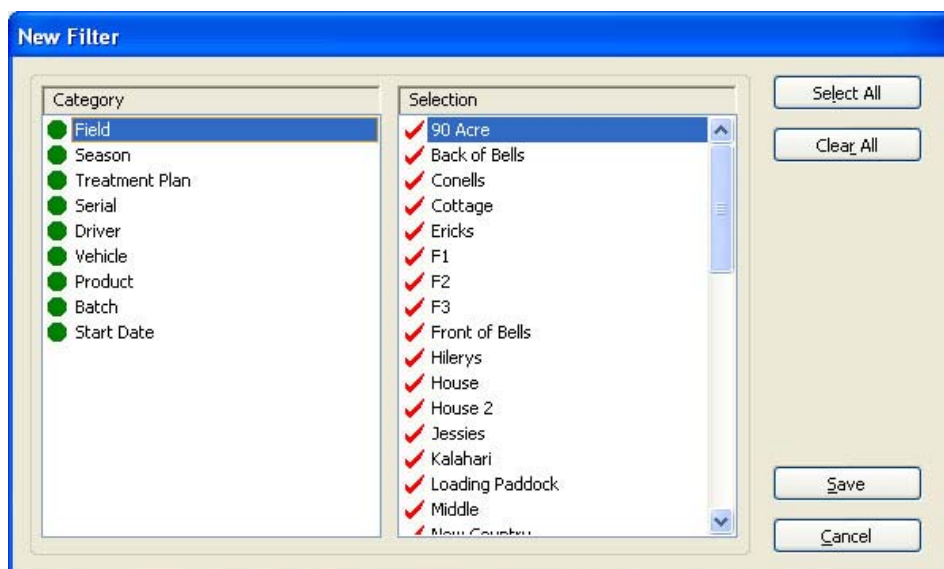 New Filter
Category
Field
Season
Treatment Plan
Serial
Driver
Vehicle
Product
Batch
Start Date
Selection
90 Acre
Back of Bells
Conells
Cottage
Ericks
F1
F2
F3
Front of Bells
Hilerys
House
House 2
Jessies
Kalahari
Loading Paddock
Middle
New Country
Select All
Clear All
Save
Cancel